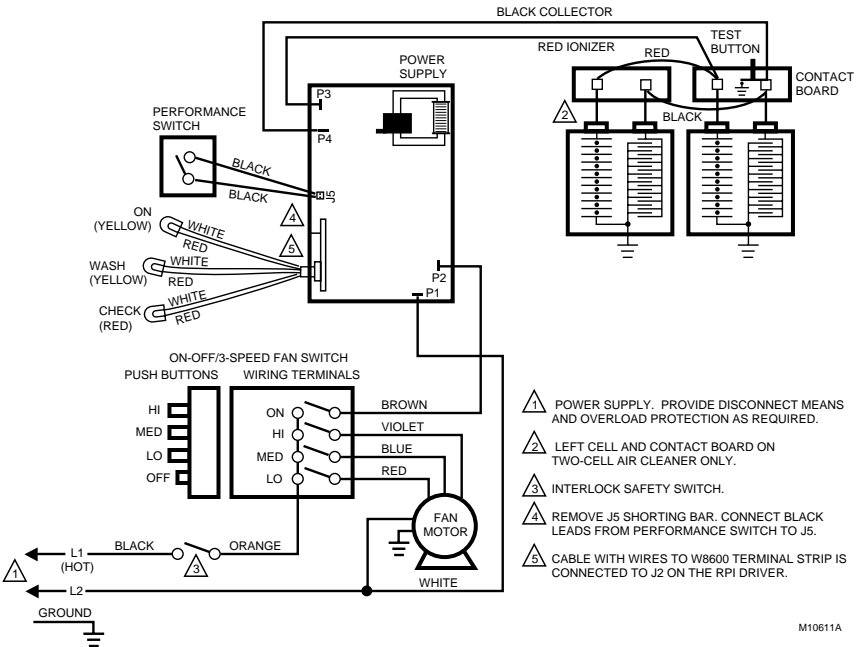 BLACK COLLECTOR
RED IONIZER
RED
TEST
BUTTON
CONTACT
BOARD
BLACK
2
POWER
SUPPLY
P3
P4
J5
P2
P1
PERFORMANCE
SWITCH
BLACK
BLACK
4
5
ON
(YELLOW)
WHITE
RED
WASH
(YELLOW)
WHITE
RED
CHECK
(RED)
WHITE
RED
ON-OFF/3-SPEED FAN SWITCH
PUSH BUTTONS
WIRING TERMINALS
HI
MED
LO
OFF
ON
HI
MED
LO
BROWN
VIOLET
BLUE
RED
FAN
MOTOR
WHITE
1
L1
(HOT)
BLACK
3
ORANGE
L2
GROUND
1 POWER SUPPLY. PROVIDE DISCONNECT MEANS
AND OVERLOAD PROTECTION AS REQUIRED.
2 LEFT CELL AND CONTACT BOARD ON
TWO-CELL AIR CLEANER ONLY.
3 INTERLOCK SAFETY SWITCH.
4 REMOVE J5 SHORTING BAR. CONNECT BLACK
LEADS FROM PERFORMANCE SWITCH TO J5.
5 CABLE WITH WIRES TO W8600 TERMINAL STRIP IS
CONNECTED TO J2 ON THE RPI DRIVER.
M10611A